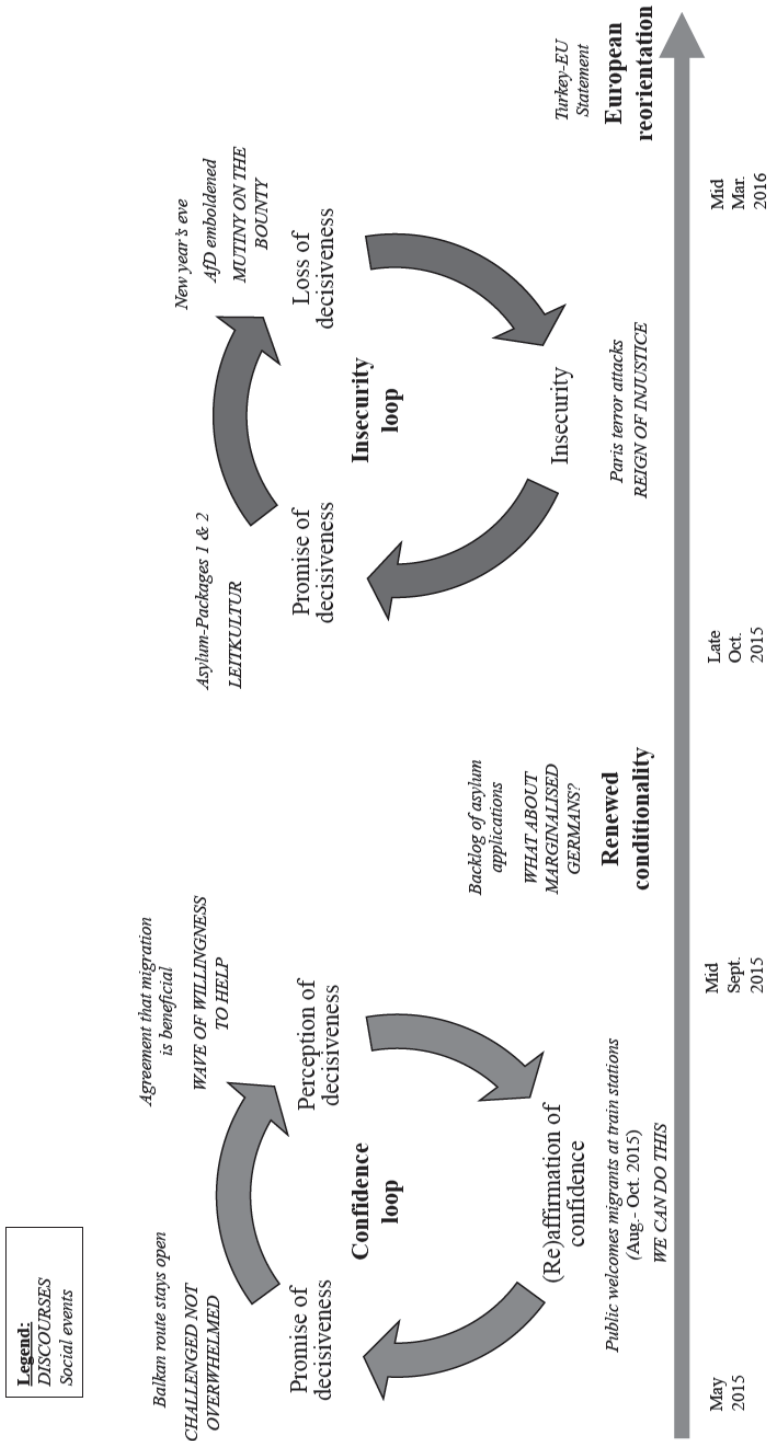 Legend:
DISCOURSES
Social events
Balkan route stays open
CHALLENGED NOT
OVERWHELMED
Promise of
decisiveness
Agreement that migration
is beneficial
WAVE OF WILLINGNESS
TO HELP
Perception of
decisiveness
Confidence
loop
(Re)affirmation of
confidence
Public welcomes migrants at train stations
(Aug.- Oct. 2015)
WE CAN DO THIS
Backlog of asylum
applications
WHAT ABOUT
MARGINALISED
GERMANS?
Renewed
conditionality
Asylum-Packages 1 & 2
LEITKULTUR
Promise of
decisiveness
New year's eve
AfD emboldened
MUTINY ON THE
BOUNTY
Loss of
decisiveness
Insecurity
loop
Insecurity
Paris terror attacks
REIGN OF INJUSTICE
Turkey-EU
Statement
European
reorientation
May
2015
Mid
Sept.
2015
Late
Oct.
2015
Mid
Mar.
2016